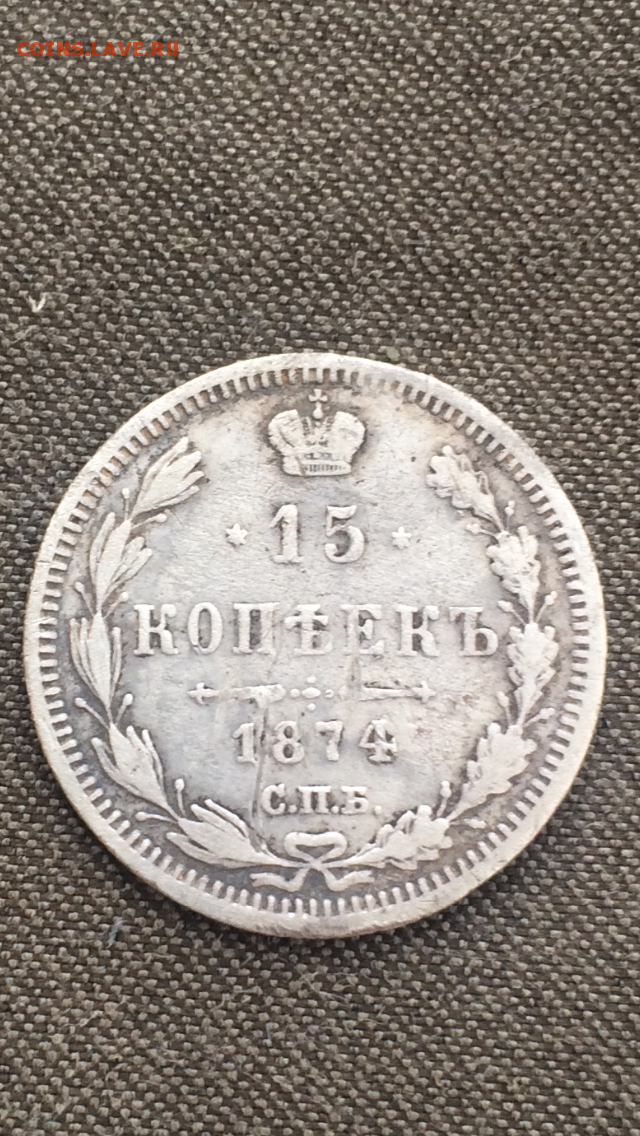 COINS.LAVE.RU
* 15 *
КОПѢЕКЪ
1874
С.П.Б.